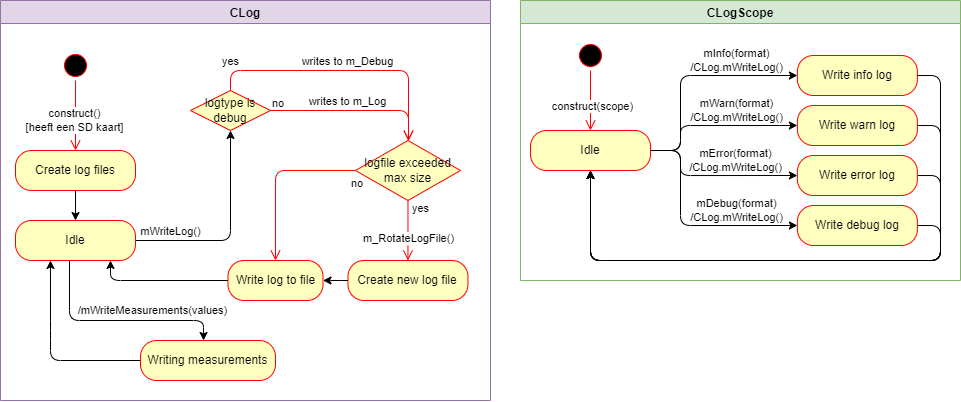 CLog
construct()
[heeft een SD kaart]
Create log files
Idle
mWriteLog()
yes
writes to m_Debug
logtype is
debug
no
writes to m_Log
logfile exceeded
max size
no
yes
m_RotateLogFile()
Write log to file
Create new log file
/mWriteMeasurements(values)
Writing measurements
CLogScope
construct(scope)
Idle
mInfo(format)
/CLog.mWriteLog()
Write info log
mWarn(format)
/CLog.mWriteLog()
Write warn log
mError(format)
/CLog.mWriteLog()
Write error log
mDebug(format)
/CLog.mWriteLog()
Write debug log